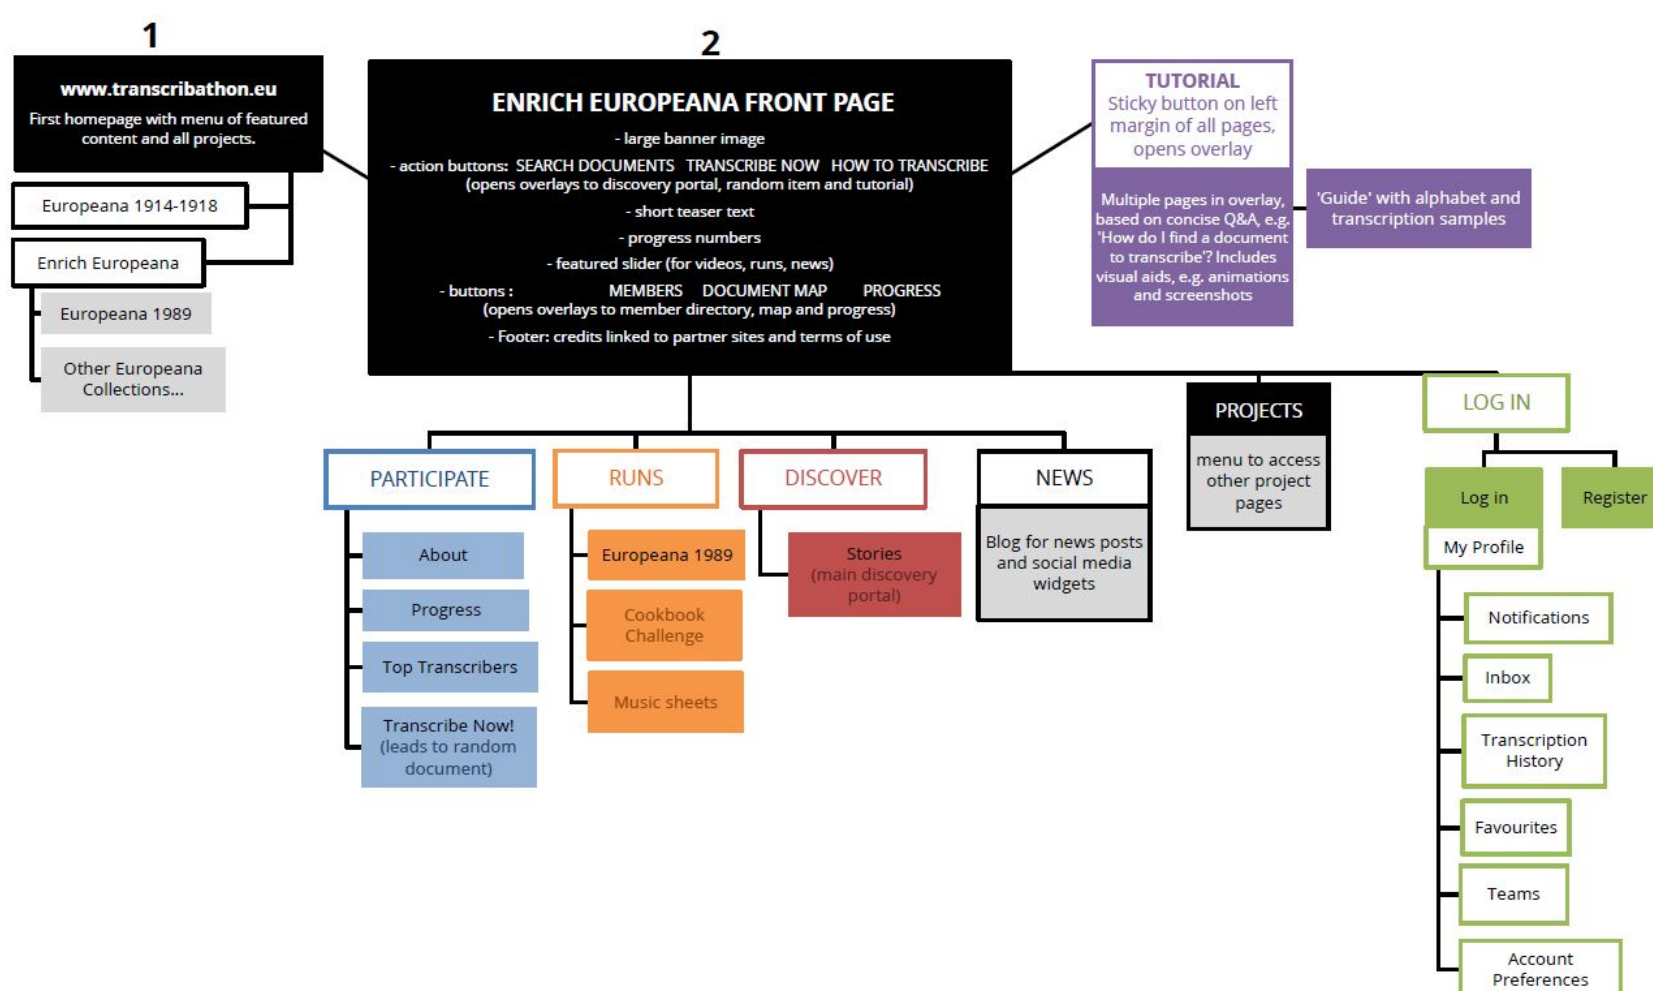 1
www.transcribathon.eu
First homepage with menu of featured
content and all projects.
Europeana 1914-1918
Enrich Europeana
Europeana 1989
Other Europeana
Collections...
2
ENRICH EUROPEANA FRONT PAGE
- large banner image
- action buttons: SEARCH DOCUMENTS TRANSCRIBE NOW HOW TO TRANSCRIBE
(opens overlays to discovery portal, random item and tutorial)
- short teaser text
- progress numbers
- featured slider (for videos, runs, news)
- buttons : MEMBERS DOCUMENT MAP PROGRESS
(opens overlays to member directory, map and progress)
- Footer: credits linked to partner sites and terms of use
TUTORIAL
Sticky button on left
margin of all pages,
opens overlay
Multiple pages in overlay,
based on concise Q&A, e.g.
'How do I find a document
to transcribe'? Includes
visual aids, e.g. animations
and screenshots
'Guide' with alphabet and
transcription samples
PARTICIPATE
About
Progress
Top Transcribers
Transcribe Now!
(leads to random
document)
RUNS
Europeana 1989
Cookbook
Challenge
Music sheets
DISCOVER
Stories
(main discovery
portal)
NEWS
Blog for news posts
and social media
widgets
PROJECTS
menu to access
other project
pages
LOG IN
Log in
Register
My Profile
Notifications
Inbox
Transcription
History
Favourites
Teams
Account
Preferences